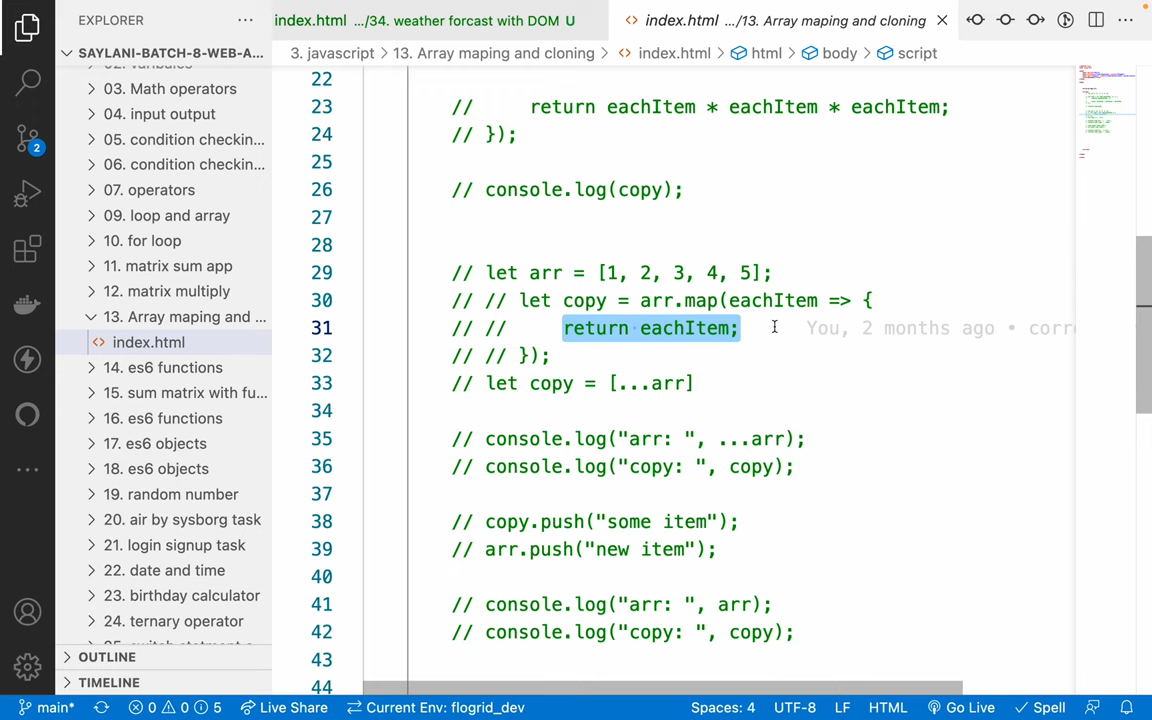 EXPLORER
SAYLANI-BATCH-8-WEB-A...
03. Math operators
04. input output
05. condition checkin...
06. condition checkin...
07. operators
09. loop and array
10. for loop
11. matrix sum app
12. matrix multiply
13. Array maping and ...
<> index.html
14. es6 functions
15. sum matrix with fu...
16. es6 functions
17. es6 objects
18. es6 objects
19. random number
20. air by sysborg task
21. login signup task
22. date and time
23. birthday calculator
24. ternary operator
OUTLINE
TIMELINE
2
index.html .../34. weather forcast with DOM U
<> index.html .../13. Array maping and cloning
3. javascript > 13. Array maping and cloning > <> index.html > html > body > script
22
23 // return eachItem * eachItem * eachItem;
24 // });
25
26 // console.log(copy);
27
28
29 // let arr = [1, 2, 3, 4, 5];
30 // // let copy = arr.map(eachItem => {
31 // // return eachItem; You, 2 months ago •
32 // // });
33 // let copy = [...arr]
34
35 // console.log("arr: ", ...arr);
36 // console.log("copy: ", copy);
37
38 // copy.push("some item");
39 // arr.push("new item");
40
41 // console.log("arr: ", arr);
42 // console.log("copy: ", copy);
43
44
main* 0 0 5 Live Share Current Env: flogrid_dev Spaces: 4 UTF-8 LF HTML Go Live Spell